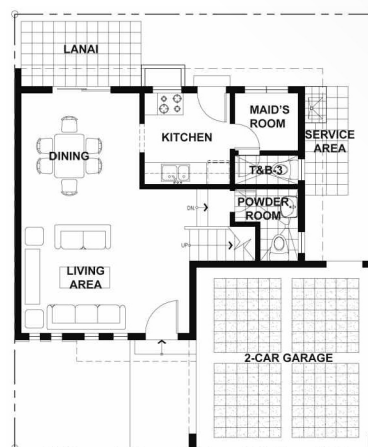 LANAI
MAID'S
ROOM
KITCHEN
SERVICE
AREA
DINING
T&B-3
POWDER
ROOM
DN.
UP
LIVING
AREA
2-CAR GARAGE